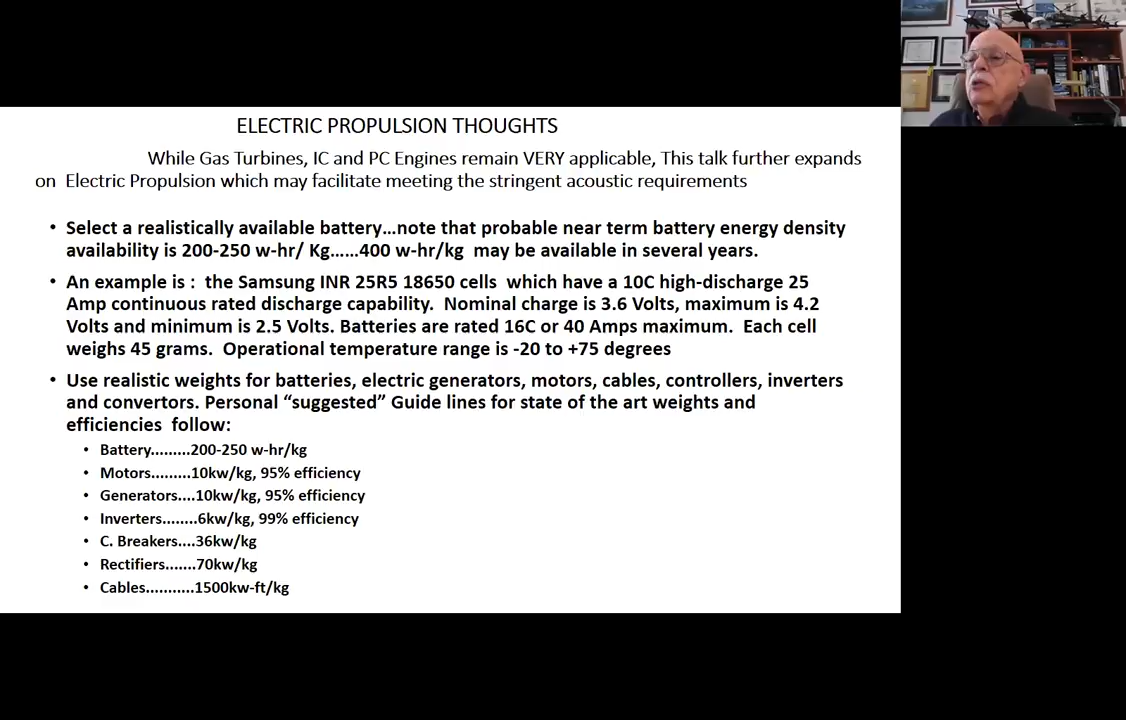 ELECTRIC PROPULSION THOUGHTS
While Gas Turbines, IC and PC Engines remain VERY applicable, This talk further expands
on Electric Propulsion which may facilitate meeting the stringent acoustic requirements
• Select a realistically available battery...note that probable near term battery energy density
availability is 200-250 w-hr/ Kg......400 w-hr/kg may be available in several years.
• An example is : the Samsung INR 25R5 18650 cells which have a 10C high-discharge 25
Amp continuous rated discharge capability. Nominal charge is 3.6 Volts, maximum is 4.2
Volts and minimum is 2.5 Volts. Batteries are rated 16C or 40 Amps maximum. Each cell
weighs 45 grams. Operational temperature range is -20 to +75 degrees
• Use realistic weights for batteries, electric generators, motors, cables, controllers, inverters
and convertors. Personal “suggested” Guide lines for state of the art weights and
efficiencies follow:
• Battery.........200-250 w-hr/kg
• Motors.........10kw/kg, 95% efficiency
• Generators....10kw/kg, 95% efficiency
• Inverters........6kw/kg, 99% efficiency
• C. Breakers....36kw/kg
• Rectifiers.......70kw/kg
• Cables...........1500kw-ft/kg